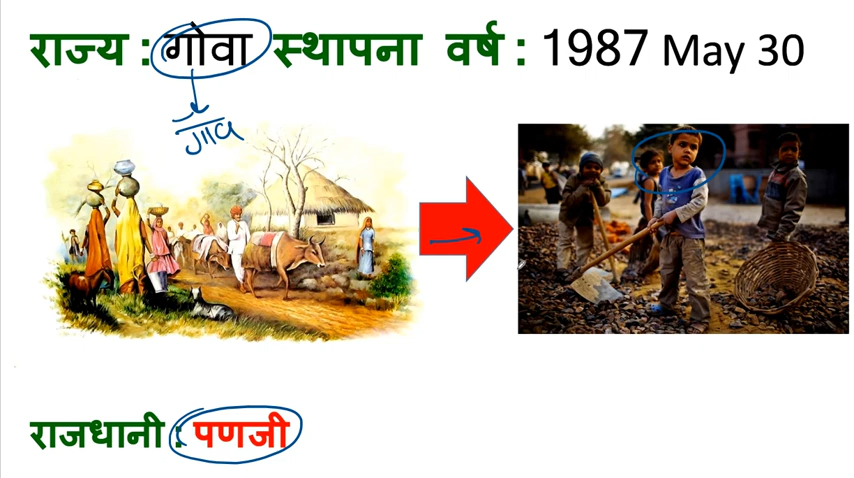 राज्य : गोवा स्थापना वर्ष : 1987 May 30
गाव
राजधानी : पणजी